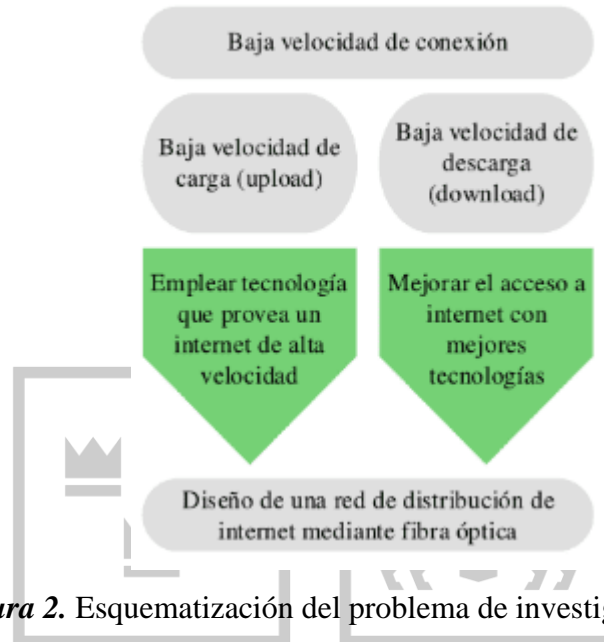 Baja velocidad de conexión
Baja velocidad de
carga (upload)
Baja velocidad de
descarga
(download)
Emplear tecnología
que provea un
internet de alta
velocidad
Mejorar el acceso a
internet con
mejores
tecnologías
Diseño de una red de distribución de
internet mediante fibra óptica
2. Esquematización del problema de